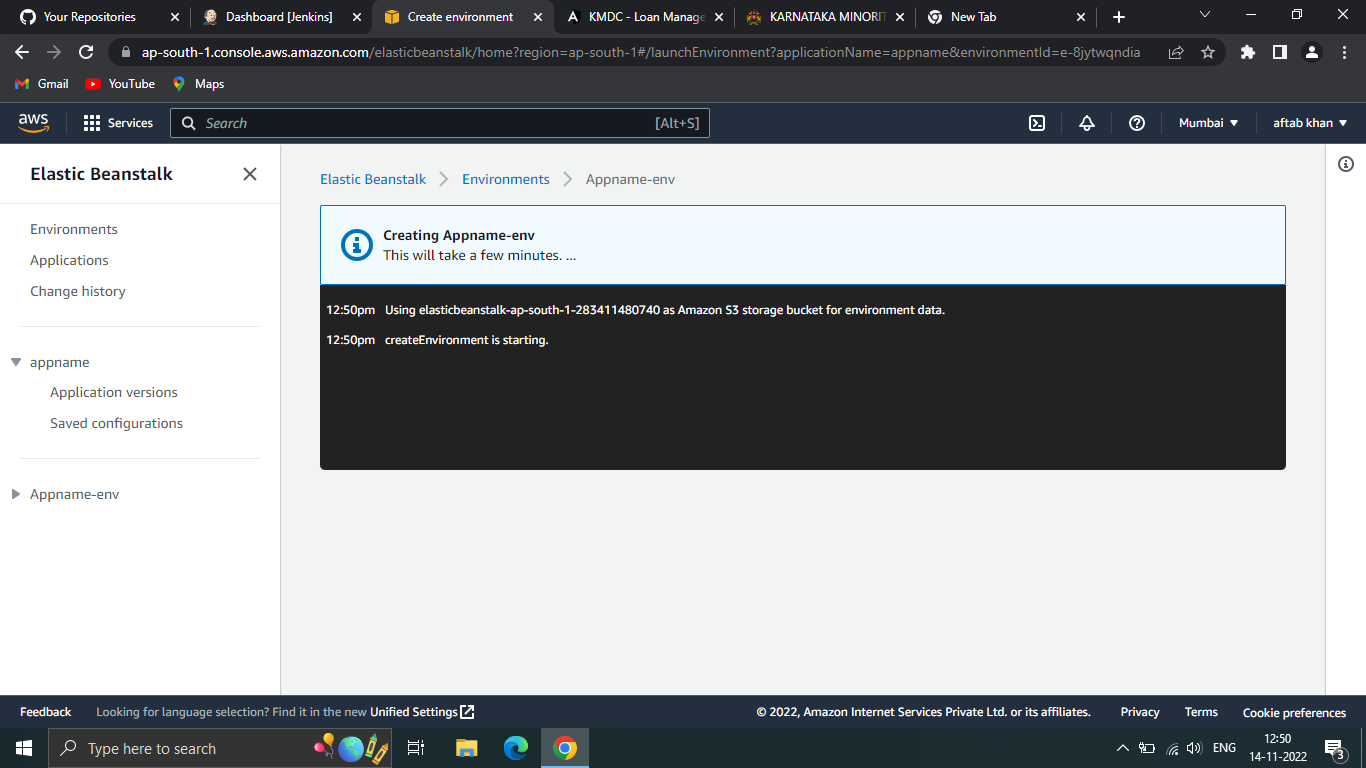 Your Repositories
Dashboard [Jenkins]
Create environment
KMDC - Loan Manage
KARNATAKA MINORIT
New Tab
ap-south-1.console.aws.amazon.com/elasticbeanstalk/home?region=ap-south-1#/launchEnvironment?applicationName=appname&environmentId=e-8jytwqndia
Gmail
YouTube
Maps
aws
Services
Search
[Alt+S]
Mumbai
aftab khan
Elastic Beanstalk
Environments
Applications
Change history
appname
Application versions
Saved configurations
Appname-env
Elastic Beanstalk
Environments
Appname-env
Creating Appname-env
This will take a few minutes. ...
12:50pm Using elasticbeanstalk-ap-south-1-283411480740 as Amazon S3 storage bucket for environment data.
12:50pm createEnvironment is starting.
Feedback
Looking for language selection? Find it in the new Unified Settings
© 2022, Amazon Internet Services Private Ltd. or its affiliates.
Privacy
Terms
Cookie preferences
Type here to search
ENG
12:50
14-11-2022
3